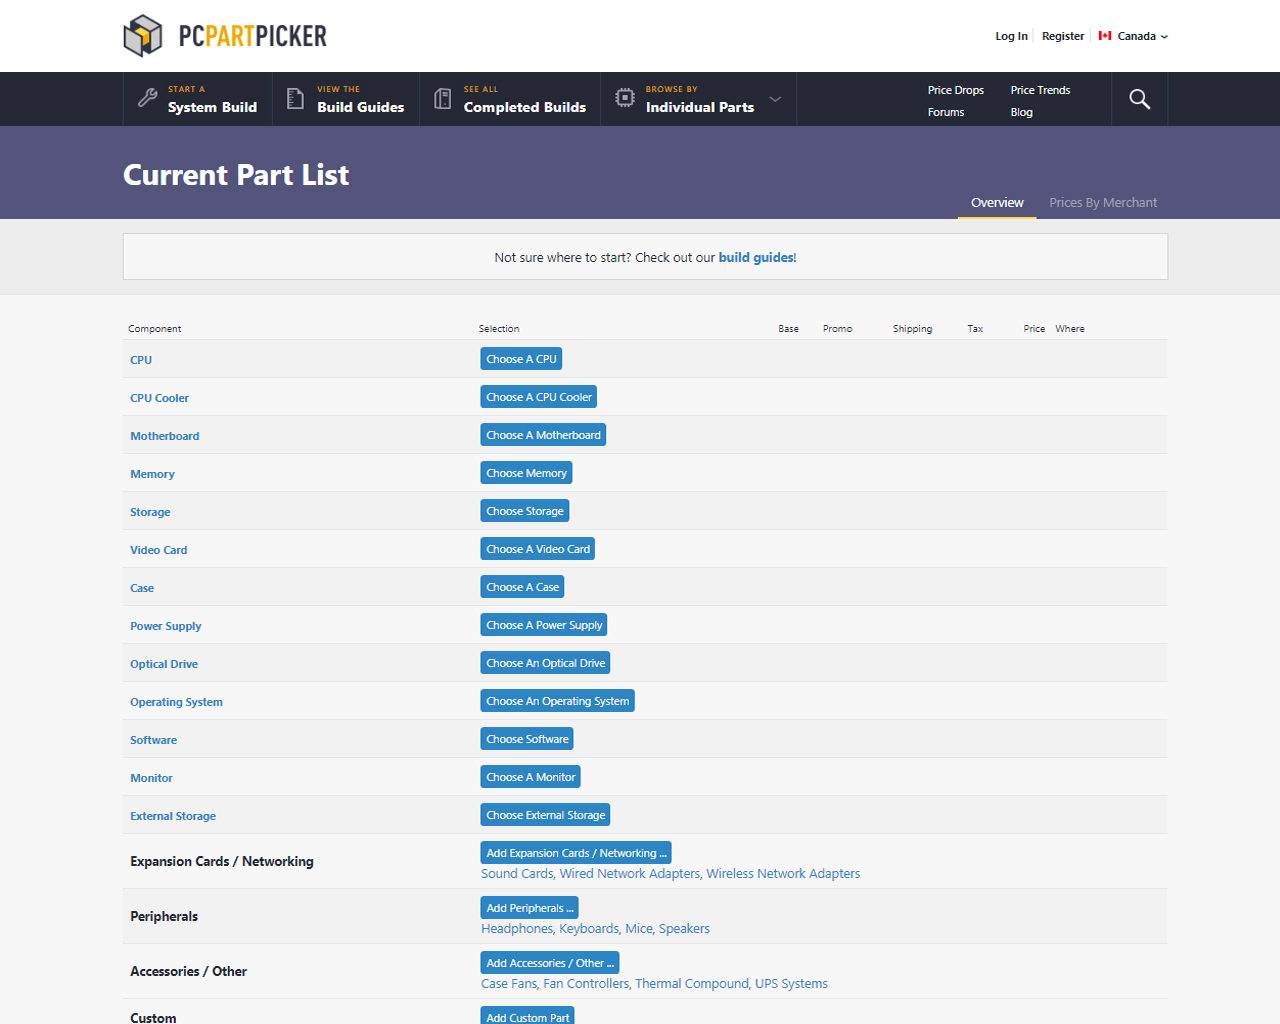 PCPARTPICKER
Log In Register Canada
START A
System Build
VIEW THE
Build Guides
SEE ALL
Completed Builds
BROWSE BY
Individual Parts
Price Drops Price Trends
Forums Blog
Current Part List
Overview Prices By Merchant
Not sure where to start? Check out our build guides!
Component Selection Base Promo Shipping Tax Price Where
CPU Choose A CPU
CPU Cooler Choose A CPU Cooler
Motherboard Choose A Motherboard
Memory Choose Memory
Storage Choose Storage
Video Card Choose A Video Card
Case Choose A Case
Power Supply Choose A Power Supply
Optical Drive Choose An Optical Drive
Operating System Choose An Operating System
Software Choose Software
Monitor Choose A Monitor
External Storage Choose External Storage
Expansion Cards / Networking Add Expansion Cards / Networking ...
Sound Cards, Wired Network Adapters, Wireless Network Adapters
Peripherals Add Peripherals ...
Headphones, Keyboards, Mice, Speakers
Accessories / Other Add Accessories / Other ...
Case Fans, Fan Controllers, Thermal Compound, UPS Systems
Custom Add Custom Part